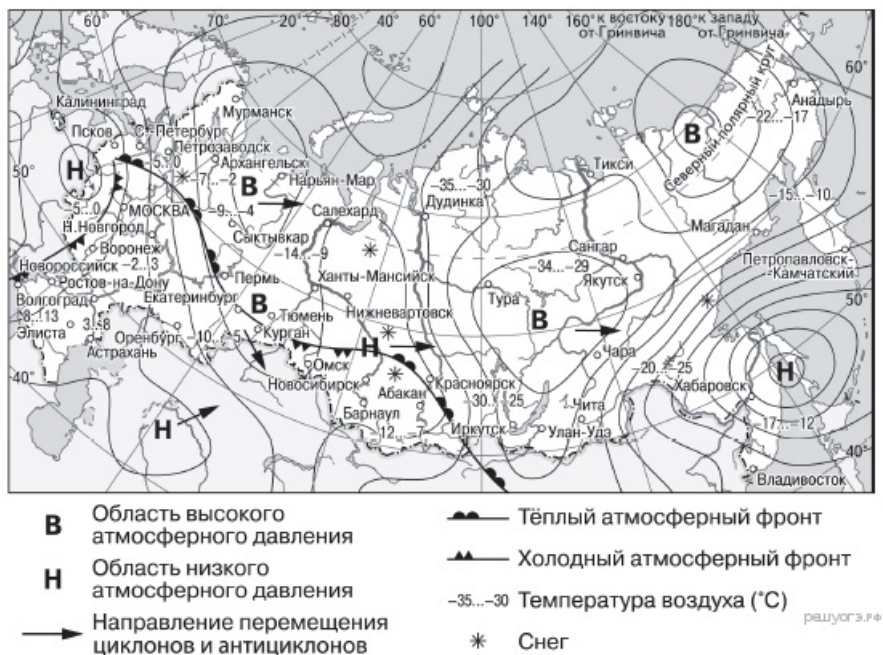 60° 70° 20° 80° 40° 60° 100° 140° 160° к востоку от Гринвича 180° к западу от Гринвича
60°
Северный полярный круг
Анадырь
–22...–17
В
Калининград
Мурманск
Псков
С.-Петербург
Петрозаводск
Архангельск
–5...0
–7...–2
В
Нарьян-Мар
Тикси
50°
Н
–35...–30
Дудинка
–15...–10
–5...0
МОСКВА
–9...–4
Салехард
Магадан
Н.Новгород
Сыктывкар
–14...–9
Сангар
Петропавловск-
-Камчатский
Воронеж
–34...–29
Якутск
Новороссийск
–2...3
Пермь
Ханты-Мансийск
Ростов-на-Дону
Тура
50°
Волгоград
Екатеринбург
В
Тюмень
Нижневартовск
В
8...13
3...8
Элиста
Оренбург
–10...–5
Курган
Астрахань
Н
Чара
Омск
–20...–25
Хабаровск
Н
40°
Новосибирск
Абакан
Красноярск
–30...–25
Чита
Барнаул
Иркутск
Улан-Удэ
–17...–12
Н
–12...–7
40°
Владивосток
В Область высокого
атмосферного давления
Н Область низкого
атмосферного давления
Направление перемещения
циклонов и антициклонов
Тёплый атмосферный фронт
Холодный атмосферный фронт
–35...–30 Температура воздуха (°C)
Снег
решуогэ.рф